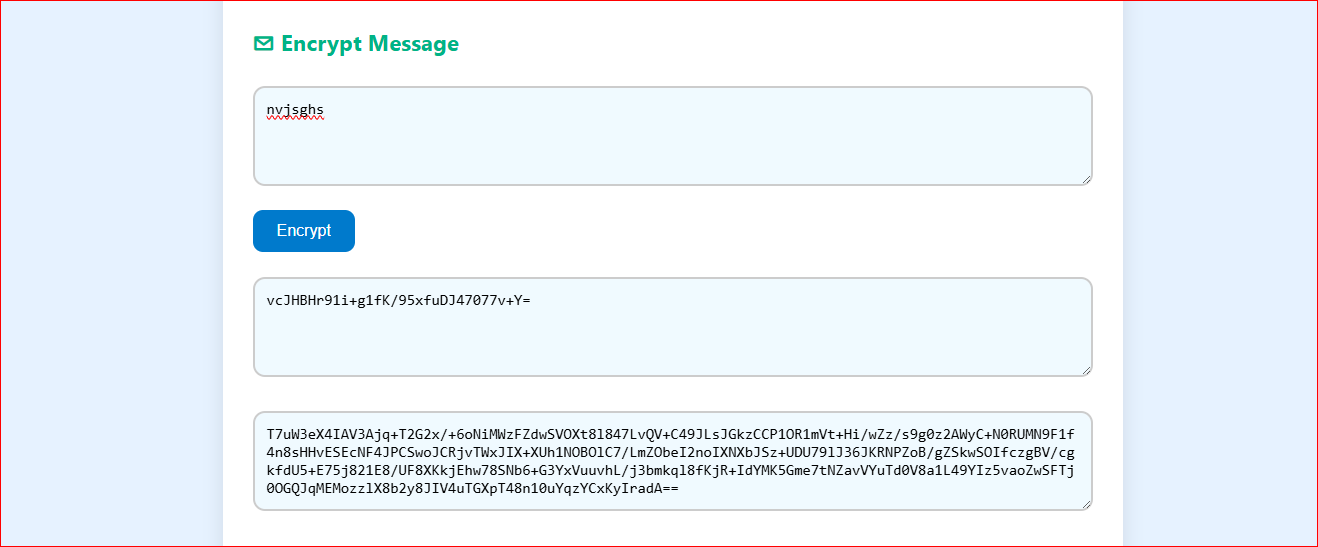 Encrypt Message
nvjsghs
Encrypt
vcJHBHr91i+g1fK/95xfuDJ47077v+Y=
T7uW3eX4IAV3Ajq+T2G2x/+6oNiMWzFZdwSVOXt8l847LvQV+C49JLsJGkzCCP1OR1mVt+Hi/wZz/s9g0z2AWyC+N0RUMN9F1f
4n8sHHvESEcNF4JPCSwoJCRjvTWxJIX+XUh1NOBOlC7/LmZObeI2noIXNXbJSz+UDU79lJ36JKRNPZoB/gZSkwSOIfczgBV/cg
kfdU5+E75j821E8/UF8XKkjEhw78SNb6+G3YxVuuvhL/j3bmkql8fKjR+IdYMK5Gme7tNZavVYuTd0V8a1L49YIz5vaoZwSFTj
0OGQJqMEMozzlX8b2y8JIV4uTGXpT48n10uYqzYCxKyIradA==